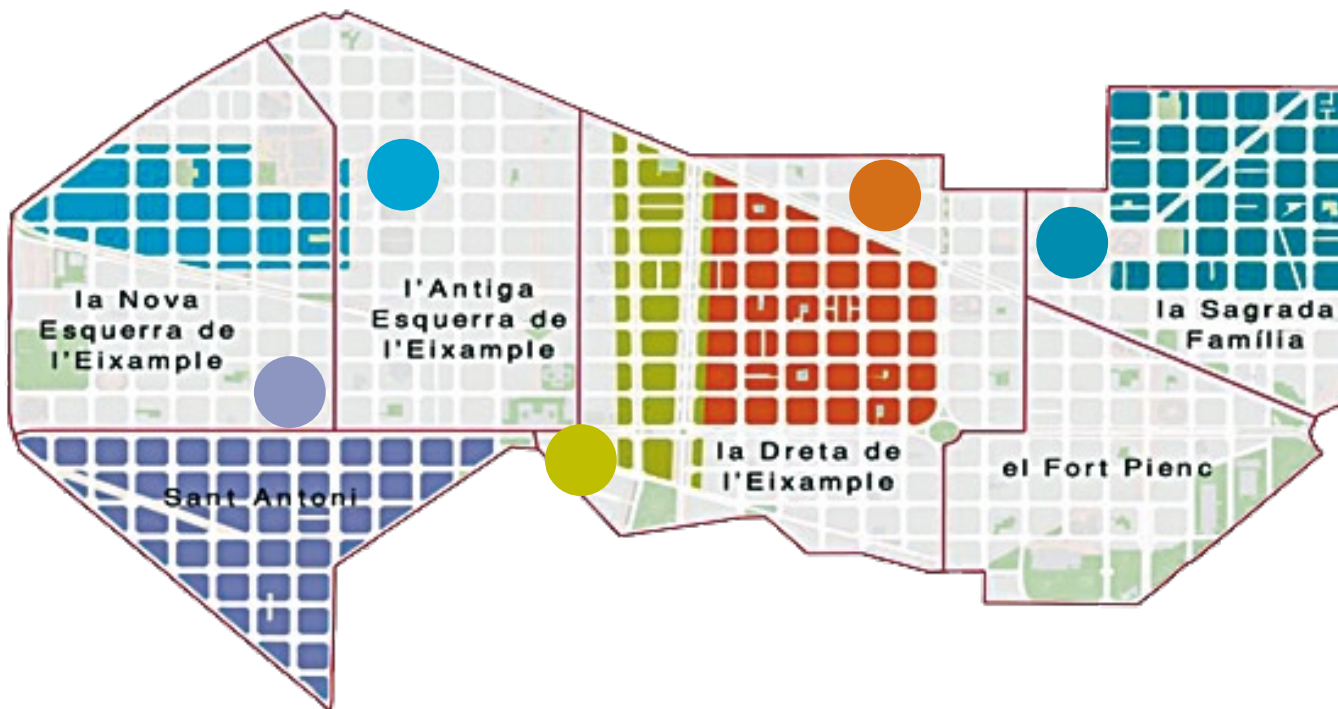 la Nova
Esquerra de
l'Eixample
l'Antiga
Esquerra de
l'Eixample
Sant Antoni
la Dreta de
l'Eixample
el Fort Pienc
la Sagrada
Família